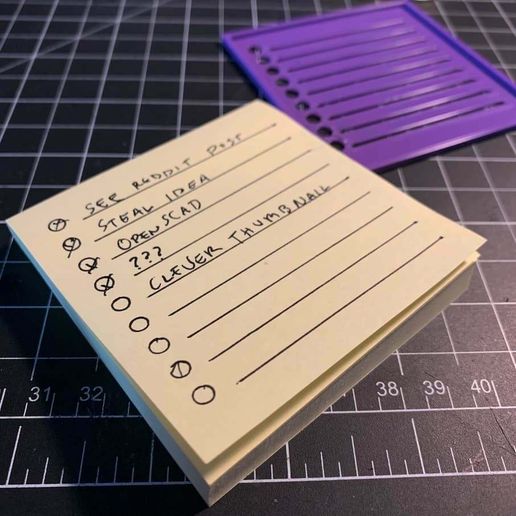 SEE REDDIT POST
STEAL IDEA
OPENSCAD
???
CLEVER THUMBNAIL
31 32 38 39 40